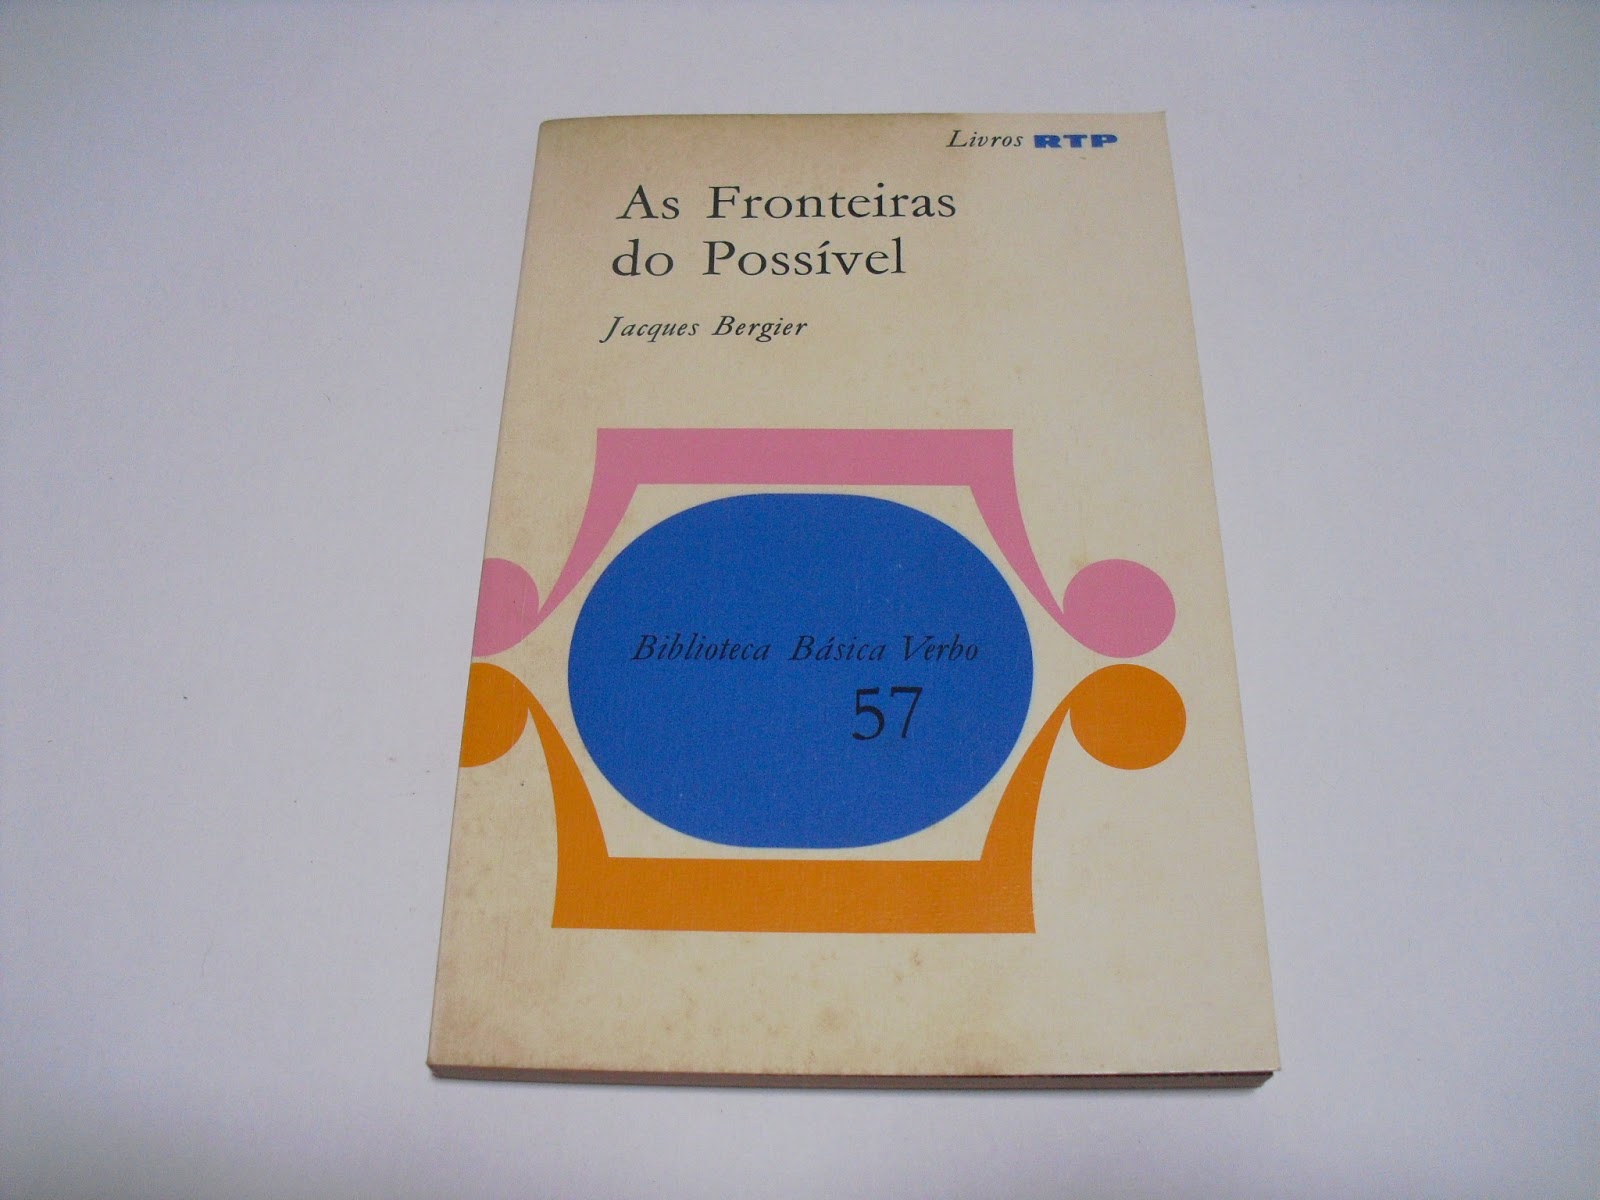 Livros RTP
As Fronteiras
do Possível
Jacques Bergier
Biblioteca Básica Verbo
57